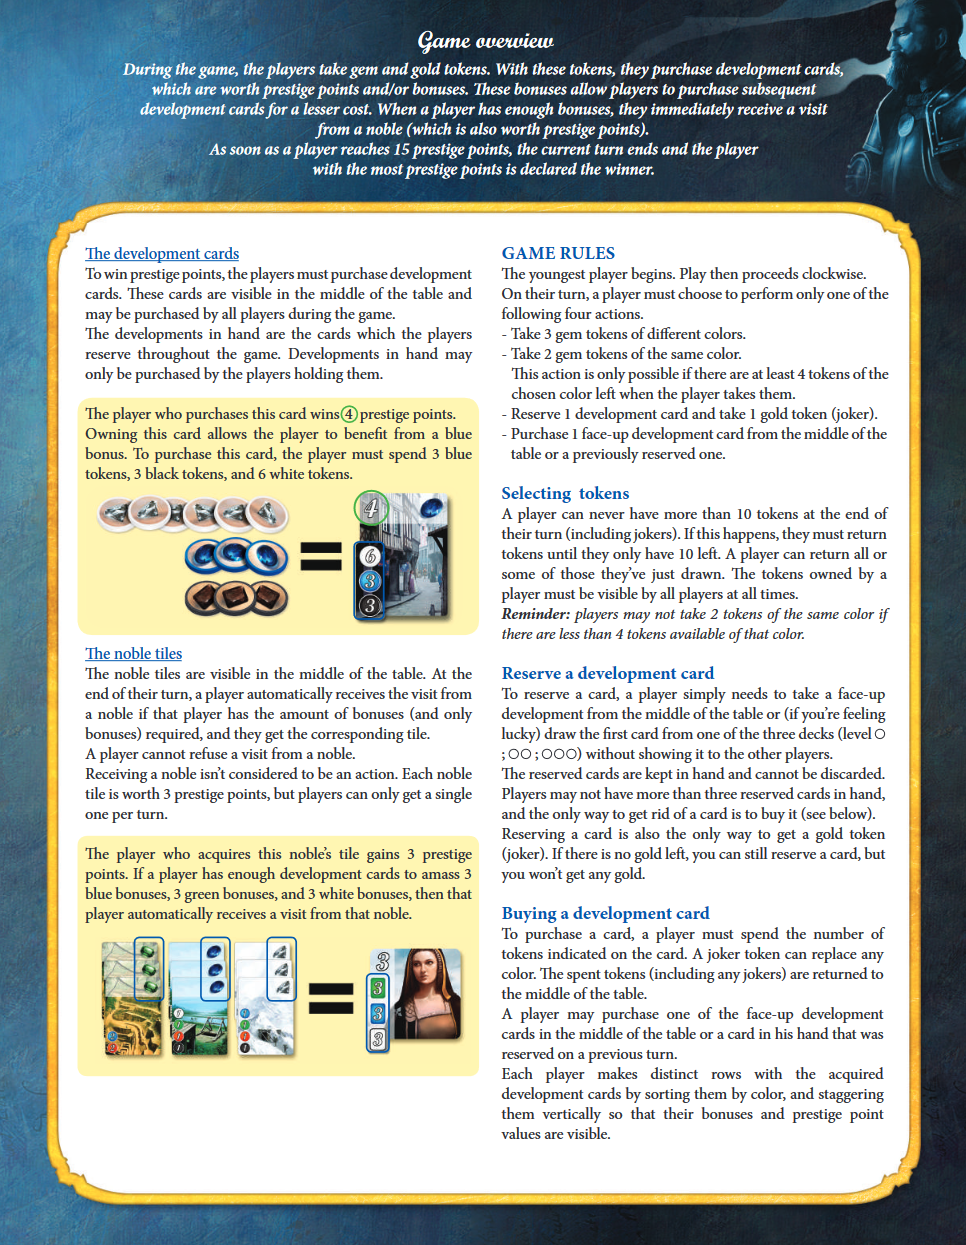 Game overview
During the game, the players take gem and gold tokens. With these tokens, they purchase development cards,
which are worth prestige points and/or bonuses. These bonuses allow players to purchase subsequent
development cards for a lesser cost. When a player has enough bonuses, they immediately receive a visit
from a noble (which is also worth prestige points).
As soon as a player reaches 15 prestige points, the current turn ends and the player
with the most prestige points is declared the winner.
The development cards
To win prestige points, the players must purchase development
cards. These cards are visible in the middle of the table and
may be purchased by all players during the game.
The developments in hand are the cards which the players
reserve throughout the game. Developments in hand may
only be purchased by the players holding them.
The player who purchases this card wins 4 prestige points.
Owning this card allows the player to benefit from a blue
bonus. To purchase this card, the player must spend 3 blue
tokens, 3 black tokens, and 6 white tokens.
4
6
3
3
The noble tiles
The noble tiles are visible in the middle of the table. At the
end of their turn, a player automatically receives the visit from
a noble if that player has the amount of bonuses (and only
bonuses) required, and they get the corresponding tile.
A player cannot refuse a visit from a noble.
Receiving a noble isn't considered to be an action. Each noble
tile is worth 3 prestige points, but players can only get a single
one per turn.
The player who acquires this noble's tile gains 3 prestige
points. If a player has enough development cards to amass 3
blue bonuses, 3 green bonuses, and 3 white bonuses, then that
player automatically receives a visit from that noble.
3
3
3
3
GAME RULES
The youngest player begins. Play then proceeds clockwise.
On their turn, a player must choose to perform only one of the
following four actions.
- Take 3 gem tokens of different colors.
- Take 2 gem tokens of the same color.
This action is only possible if there are at least 4 tokens of the
chosen color left when the player takes them.
- Reserve 1 development card and take 1 gold token (joker).
- Purchase 1 face-up development card from the middle of the
table or a previously reserved one.
Selecting tokens
A player can never have more than 10 tokens at the end of
their turn (including jokers). If this happens, they must return
tokens until they only have 10 left. A player can return all or
some of those they've just drawn. The tokens owned by a
player must be visible by all players at all times.
Reminder: players may not take 2 tokens of the same color if
there are less than 4 tokens available of that color.
Reserve a development card
To reserve a card, a player simply needs to take a face-up
development from the middle of the table or (if you're feeling
lucky) draw the first card from one of the three decks (level ○
; ○○ ; ○○○) without showing it to the other players.
The reserved cards are kept in hand and cannot be discarded.
Players may not have more than three reserved cards in hand,
and the only way to get rid of a card is to buy it (see below).
Reserving a card is also the only way to get a gold token
(joker). If there is no gold left, you can still reserve a card, but
you won't get any gold.
Buying a development card
To purchase a card, a player must spend the number of
tokens indicated on the card. A joker token can replace any
color. The spent tokens (including any jokers) are returned to
the middle of the table.
A player may purchase one of the face-up development
cards in the middle of the table or a card in his hand that was
reserved on a previous turn.
Each player makes distinct rows with the acquired
development cards by sorting them by color, and staggering
them vertically so that their bonuses and prestige point
values are visible.